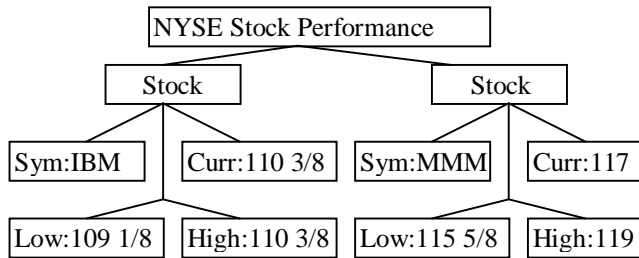 NYSE Stock Performance
Stock
Stock
Sym:IBM
Curr:110 3/8
Sym:MMM
Curr:117
Low:109 1/8
High:110 3/8
Low:115 5/8
High:119